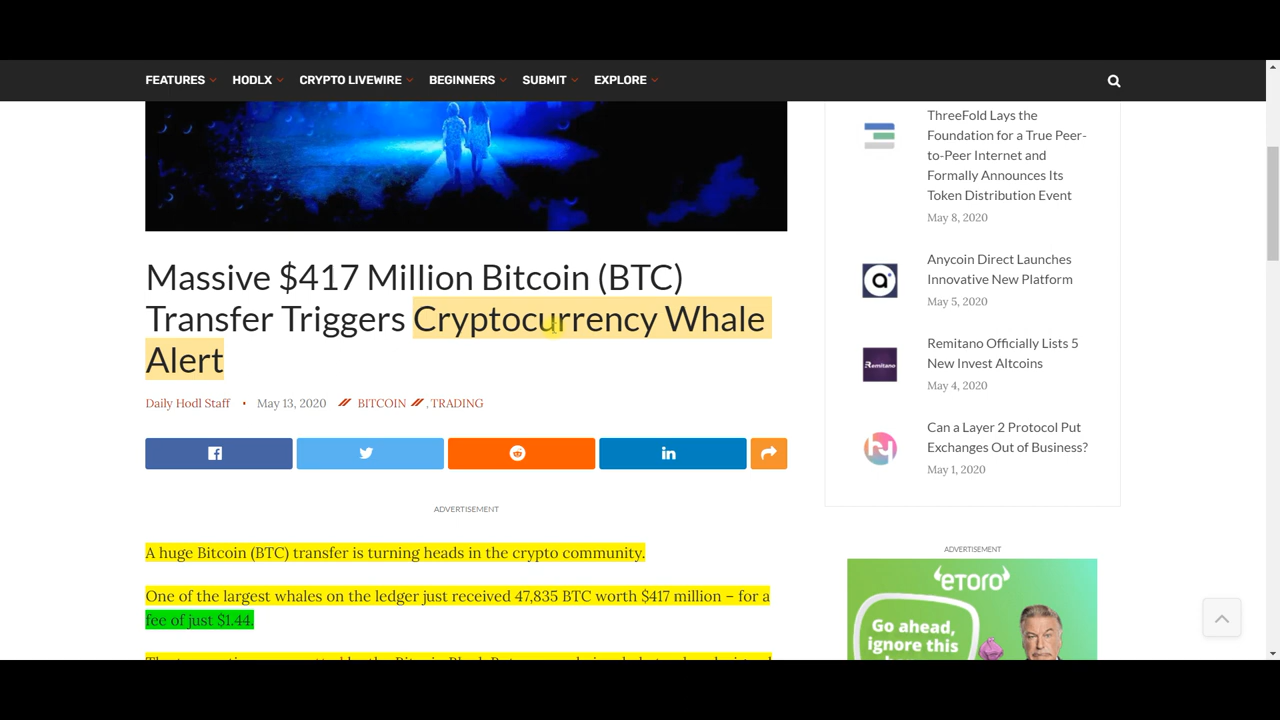 FEATURES HODLX CRYPTO LIVEWIRE BEGINNERS SUBMIT EXPLORE
Massive $417 Million Bitcoin (BTC)
Transfer Triggers Cryptocurrency Whale
Alert
Daily Hodl Staff • May 13, 2020 BITCOIN , TRADING
ADVERTISEMENT
A huge Bitcoin (BTC) transfer is turning heads in the crypto community.
One of the largest whales on the ledger just received 47,835 BTC worth $417 million – for a
fee of just $1.44.
ThreeFold Lays the
Foundation for a True Peer-
to-Peer Internet and
Formally Announces Its
Token Distribution Event
May 8, 2020
Anycoin Direct Launches
Innovative New Platform
May 5, 2020
Remitano
Remitano Officially Lists 5
New Invest Altcoins
May 4, 2020
Can a Layer 2 Protocol Put
Exchanges Out of Business?
May 1, 2020
ADVERTISEMENT
eToro
Go ahead,
ignore this